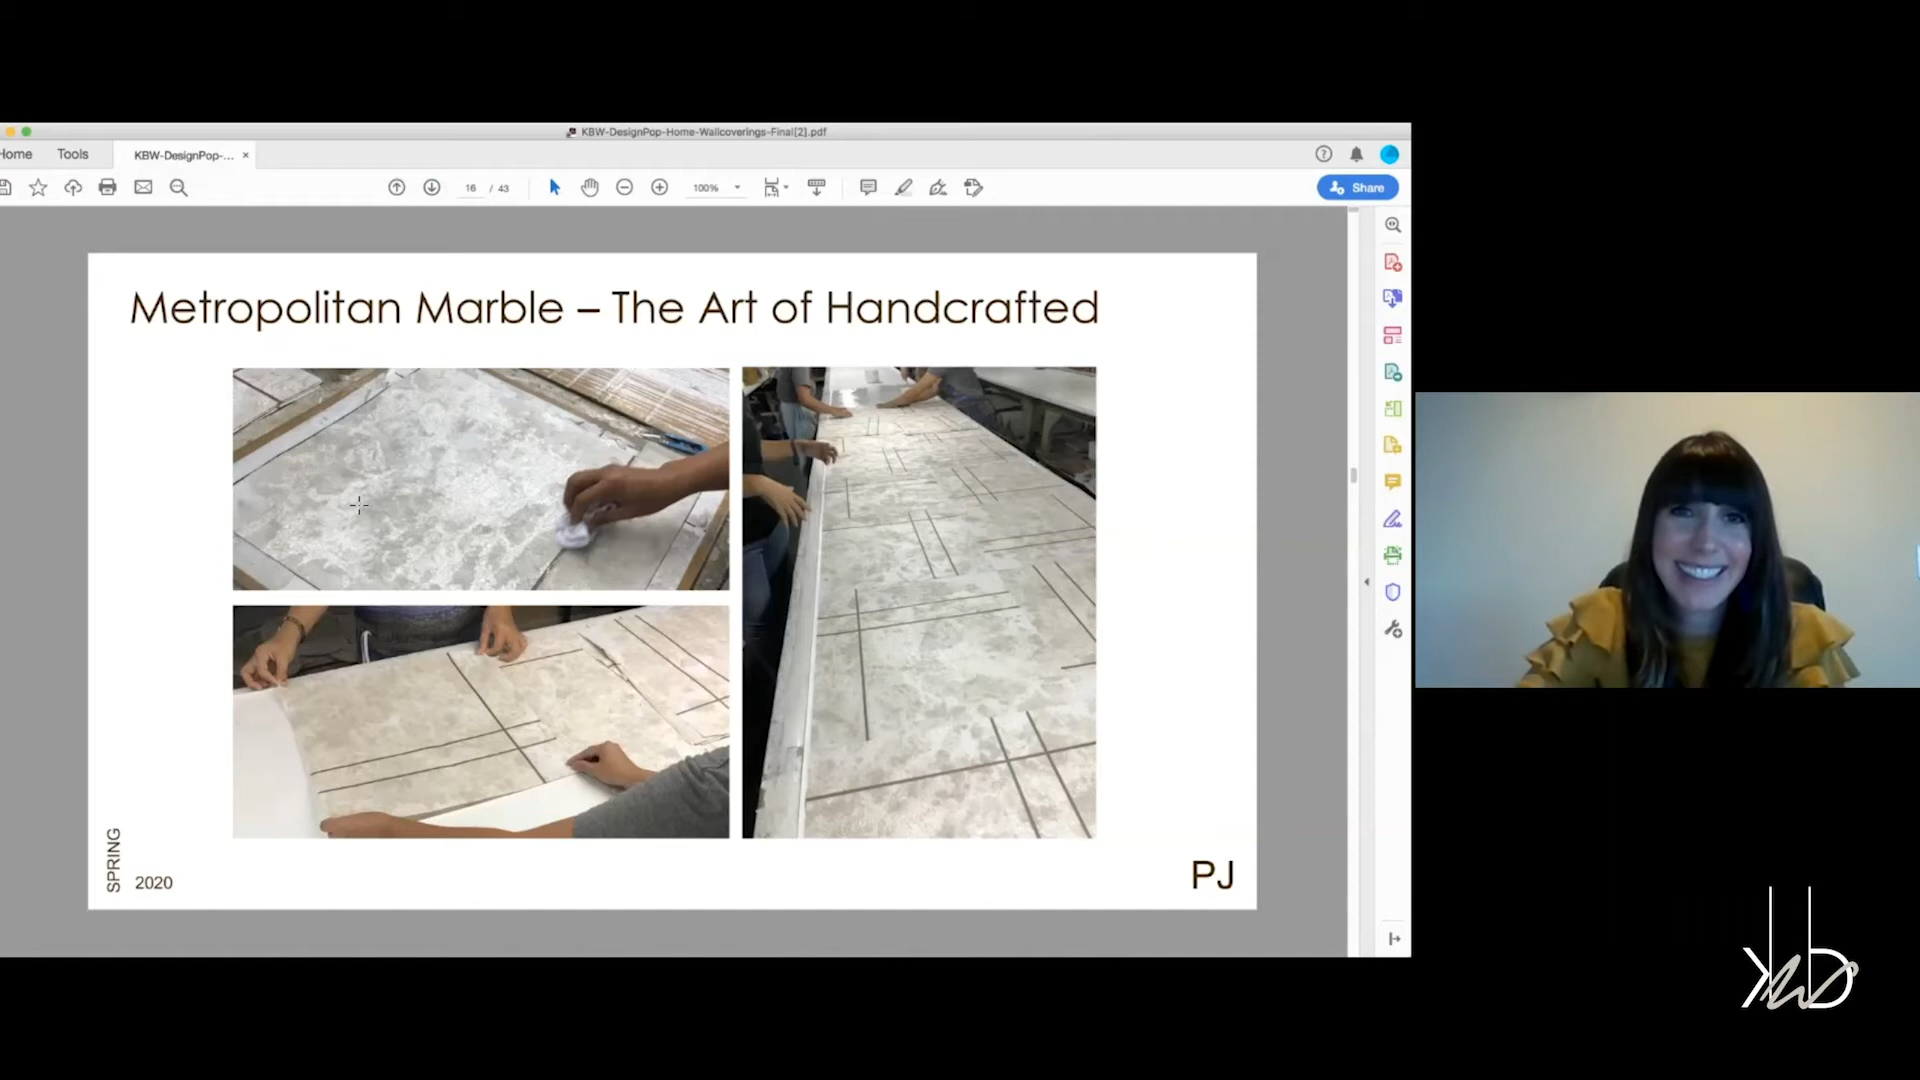 KBW-DesignPop-Home-Wallcoverings-Final[2].pdf
Home
Tools
KBW-DesignPop-...
16 / 43
100%
Share
Metropolitan Marble – The Art of Handcrafted
SPRING
2020
PJ
kbw